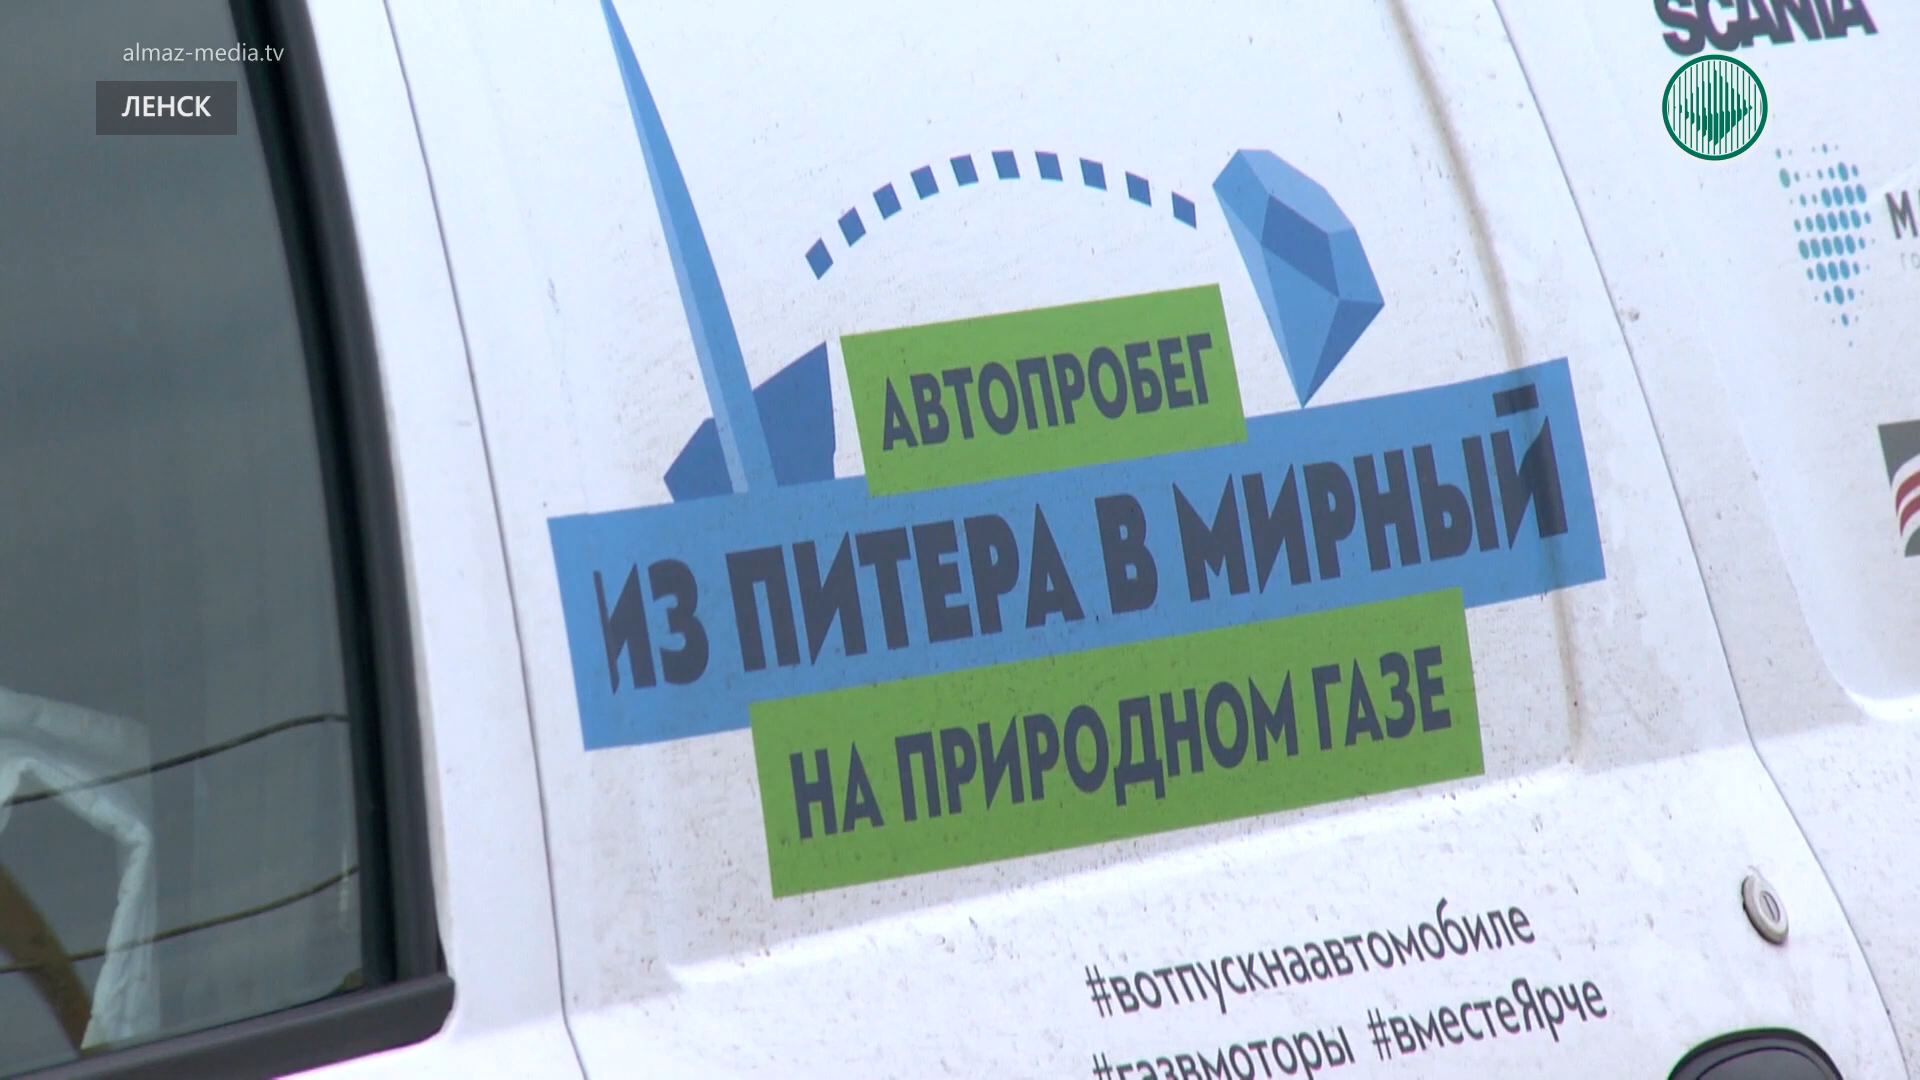 almaz-media.tv
ЛЕНСК
SCANIA
АВТОПРОБЕГ
ИЗ ПИТЕРА В МИРНЫЙ
НА ПРИРОДНОМ ГАЗЕ
#вотпускнаавтомобиле
#газвмоторы #вместеЯрче